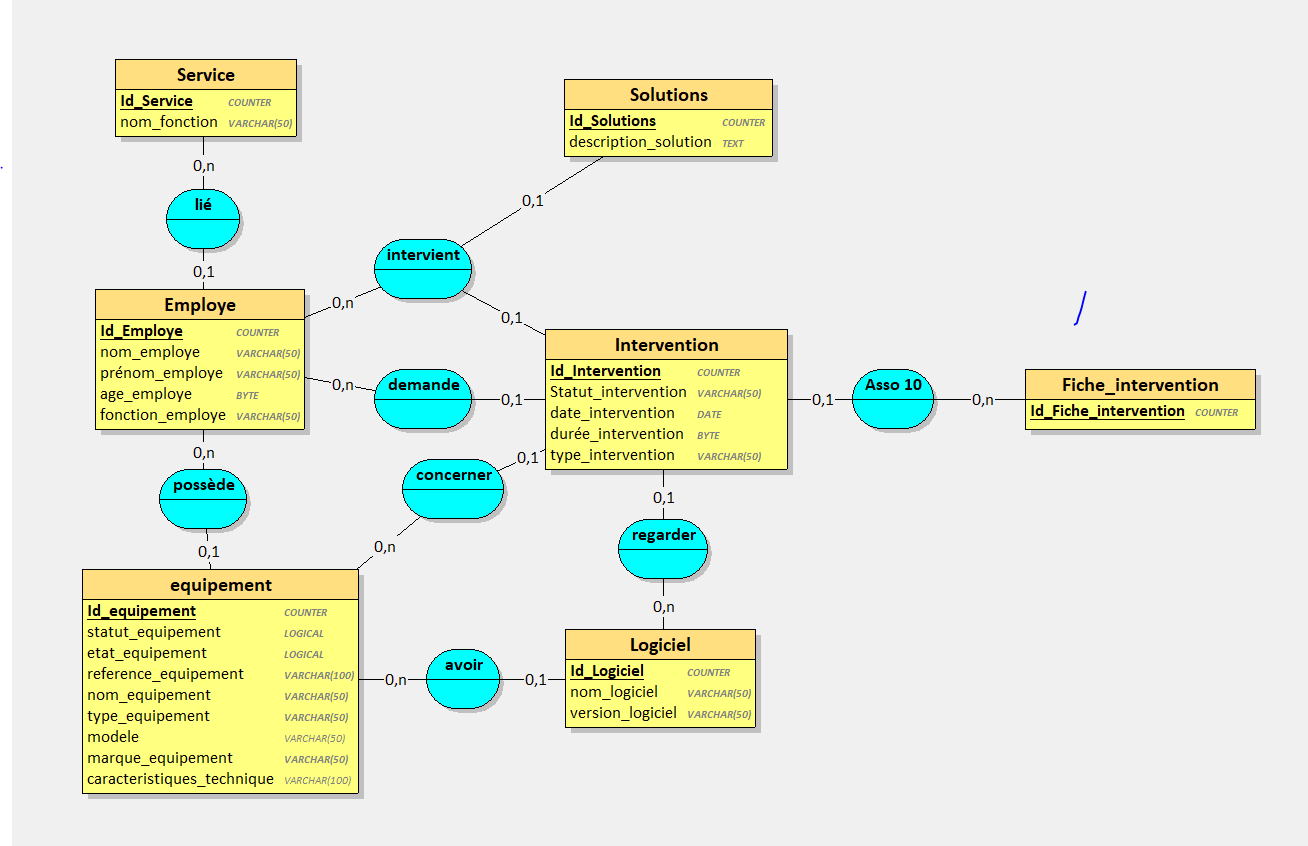 Service
Id_Service COUNTER
nom_fonction VARCHAR(50)
0,n
lié
0,1
Solutions
Id_Solutions COUNTER
description_solution TEXT
0,1
intervient
0,n
0,1
Employe
Id_Employe COUNTER
nom_employe VARCHAR(50)
prénom_employe VARCHAR(50)
age_employe BYTE
fonction_employe VARCHAR(50)
0,n
demande
0,1
Intervention
Id_Intervention COUNTER
Statut_intervention VARCHAR(50)
date_intervention DATE
durée_intervention BYTE
type_intervention VARCHAR(50)
0,1
Asso 10
0,n
Fiche_intervention
Id_Fiche_intervention COUNTER
0,n
possède
0,1
0,1
concerner
0,n
0,1
regarder
0,n
equipement
Id_equipement COUNTER
statut_equipement LOGICAL
etat_equipement LOGICAL
reference_equipement VARCHAR(100)
nom_equipement VARCHAR(50)
type_equipement VARCHAR(50)
modele VARCHAR(50)
marque_equipement VARCHAR(50)
caracteristiques_technique VARCHAR(100)
0,n
avoir
0,1
Logiciel
Id_Logiciel COUNTER
nom_logiciel VARCHAR(50)
version_logiciel VARCHAR(50)